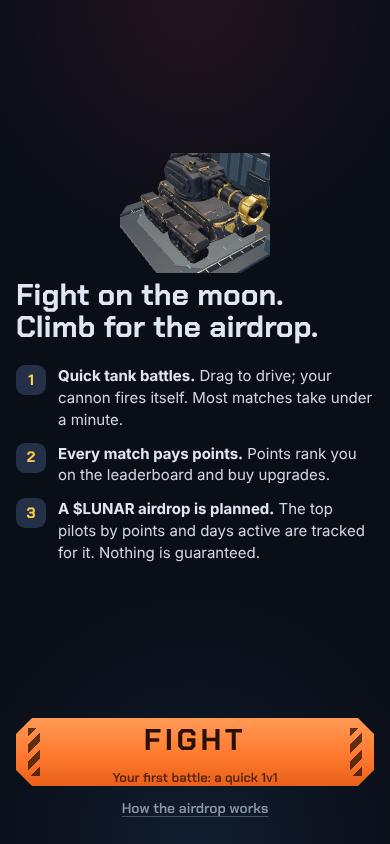 Fight on the moon.
Climb for the airdrop.
1
Quick tank battles. Drag to drive; your
cannon fires itself. Most matches take under
a minute.
2
Every match pays points. Points rank you
on the leaderboard and buy upgrades.
3
A $LUNAR airdrop is planned. The top
pilots by points and days active are tracked
for it. Nothing is guaranteed.
FIGHT
Your first battle: a quick 1v1
How the airdrop works